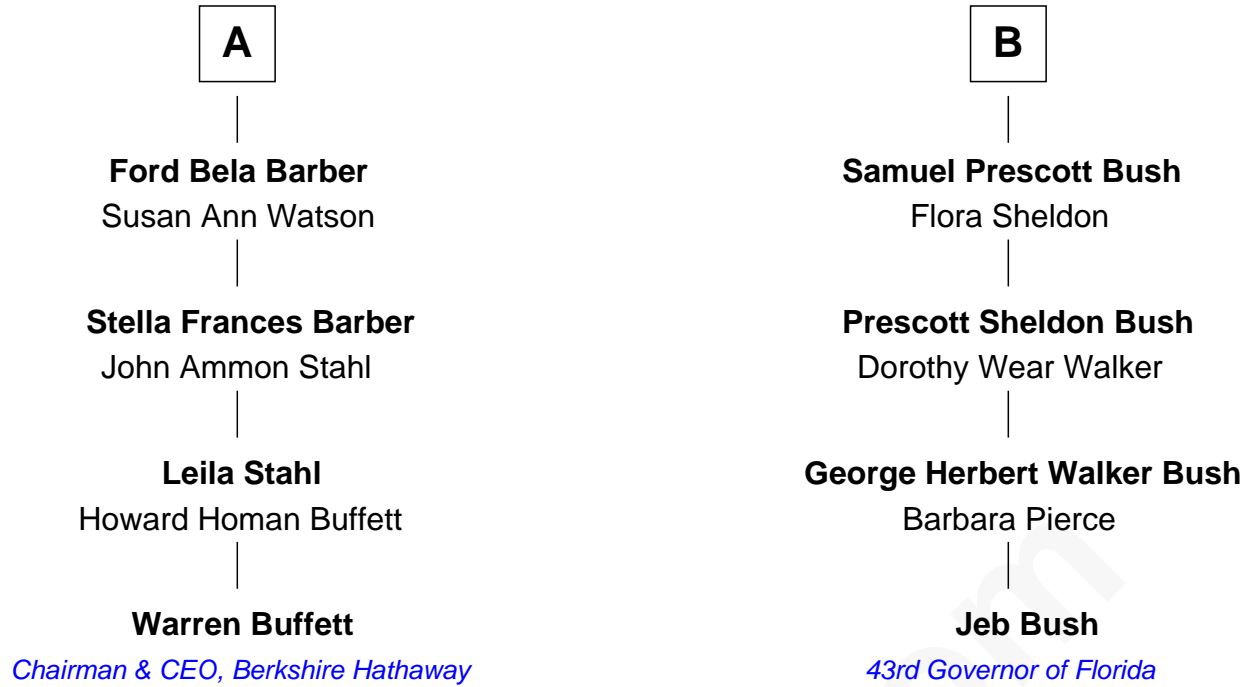 A
Ford Bela Barber
Susan Ann Watson
Stella Frances Barber
John Ammon Stahl
Leila Stahl
Howard Homan Buffett
Warren Buffett
Chairman & CEO, Berkshire Hathaway
B
Samuel Prescott Bush
Flora Sheldon
Prescott Sheldon Bush
Dorothy Wear Walker
George Herbert Walker Bush
Barbara Pierce
Jeb Bush
43rd Governor of Florida